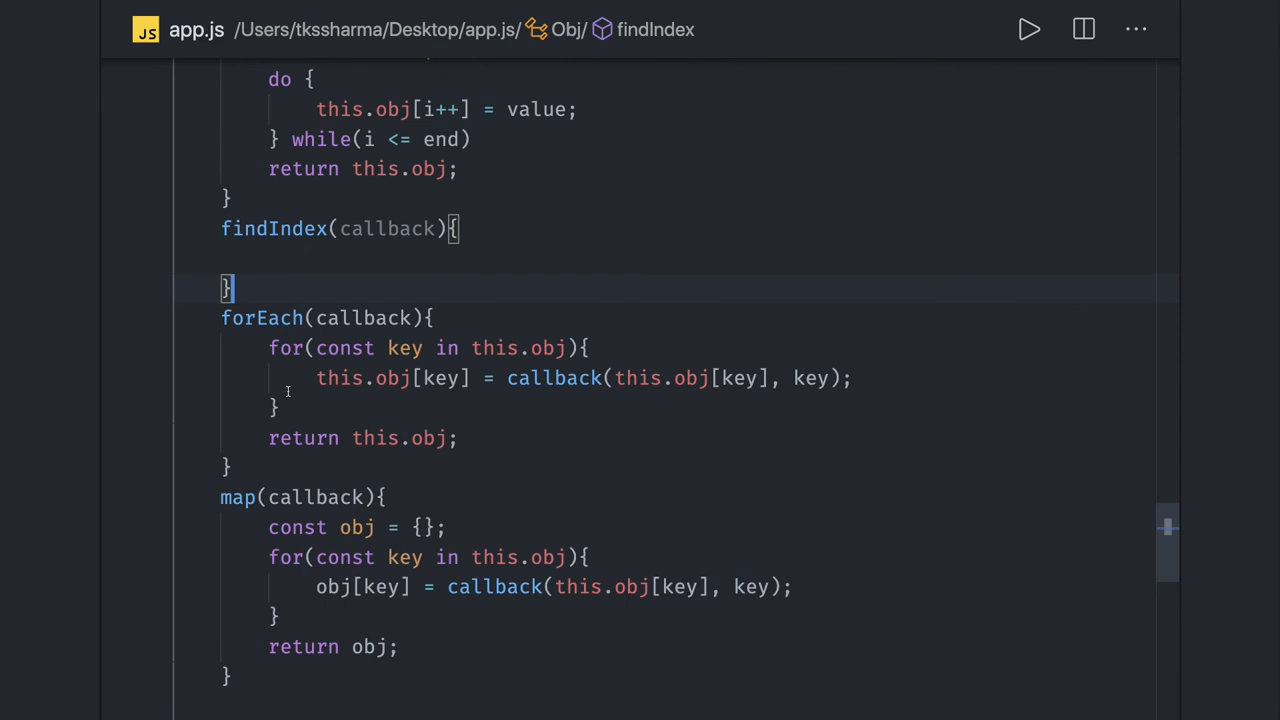 JS app.js /Users/tkssharma/Desktop/app.js/ Obj/ findIndex
do {
this.obj[i++] = value;
} while(i <= end)
return this.obj;
}
findIndex(callback){
}
forEach(callback){
for(const key in this.obj){
this.obj[key] = callback(this.obj[key], key);
}
return this.obj;
}
map(callback){
const obj = {};
for(const key in this.obj){
obj[key] = callback(this.obj[key], key);
}
return obj;
}